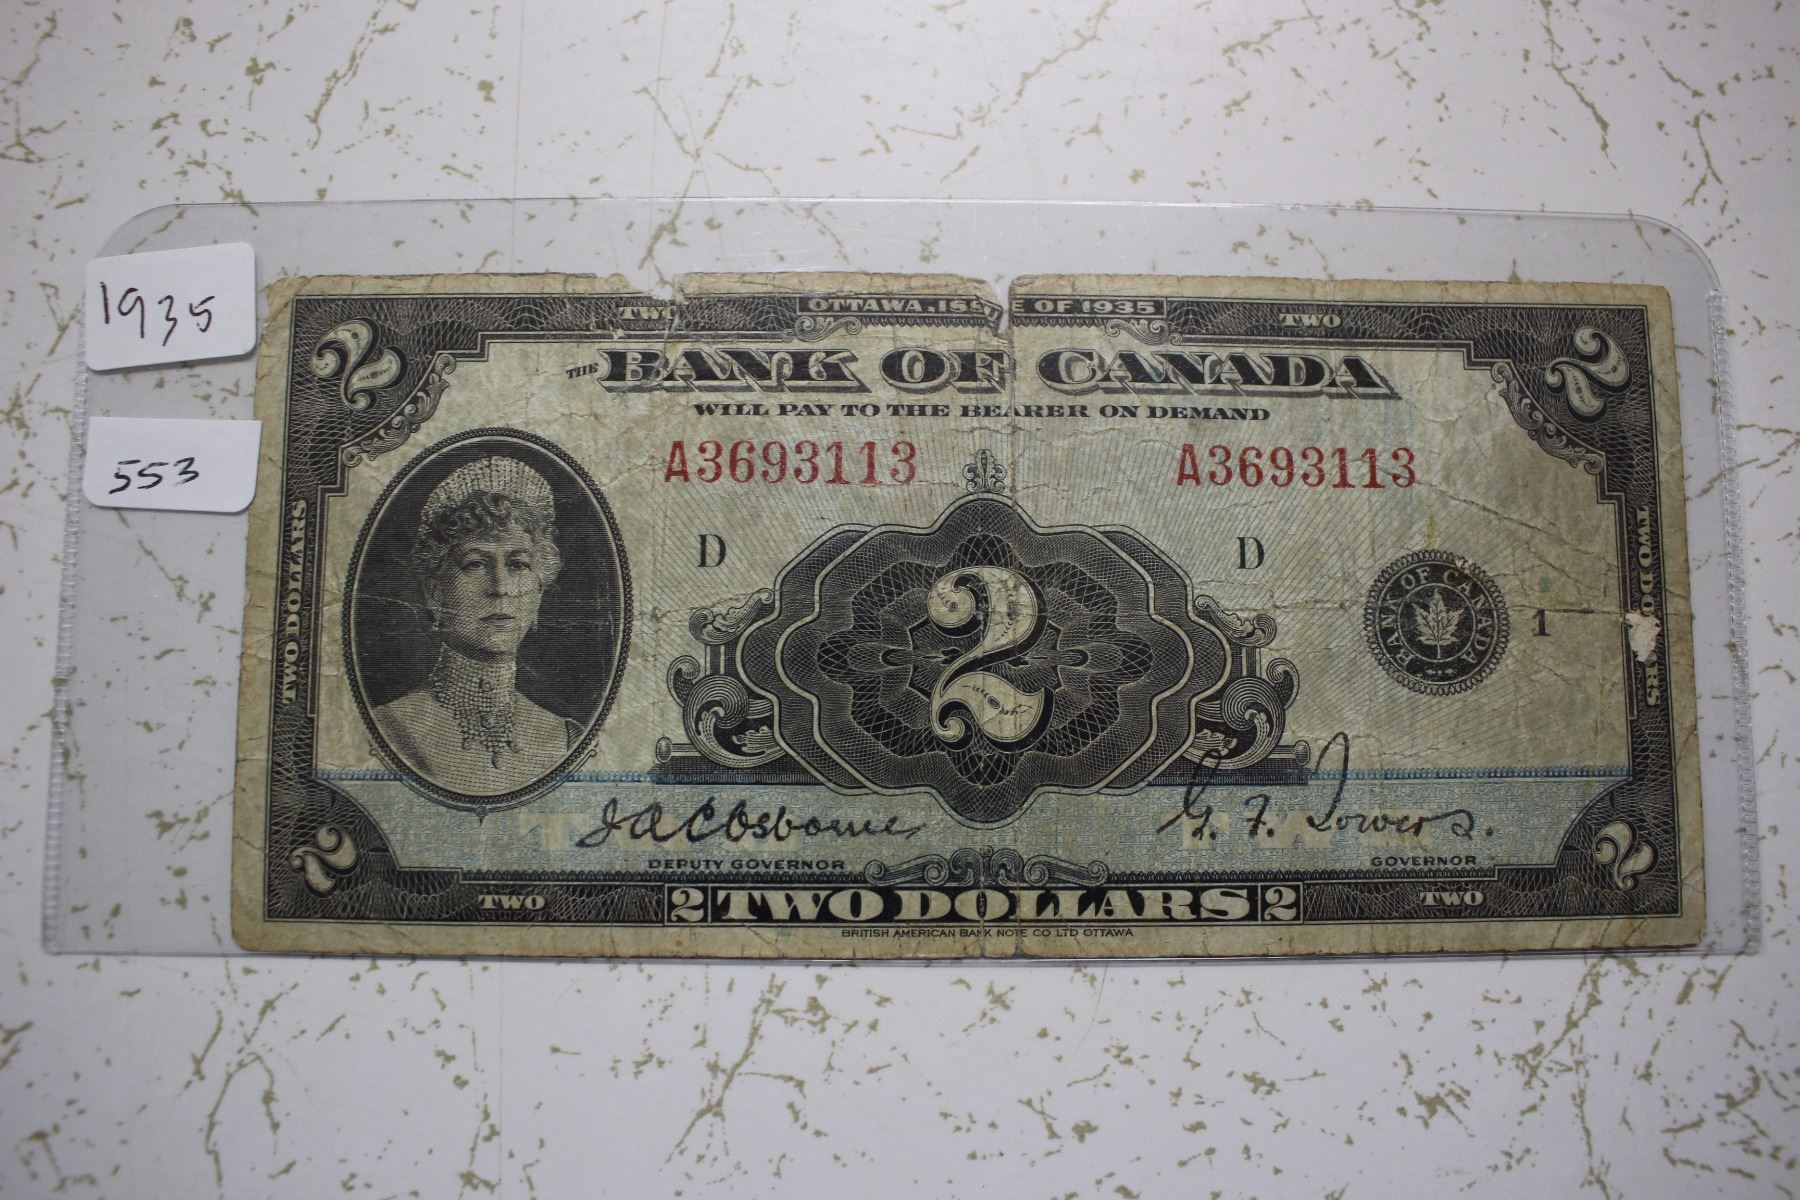 1935
553
TWO OTTAWA, ISSUE OF 1935 TWO
2 2
THE BANK OF CANADA
WILL PAY TO THE BEARER ON DEMAND
A3693113 A3693113
D D
TWO DOLLARS
TWO DO ARS
2
BANK OF CANADA
1
J A C Osborne G. F. Towers.
DEPUTY GOVERNOR GOVERNOR
2 2
TWO 2 TWO DOLLARS 2 TWO
BRITISH AMERICAN BANK NOTE CO LTD OTTAWA